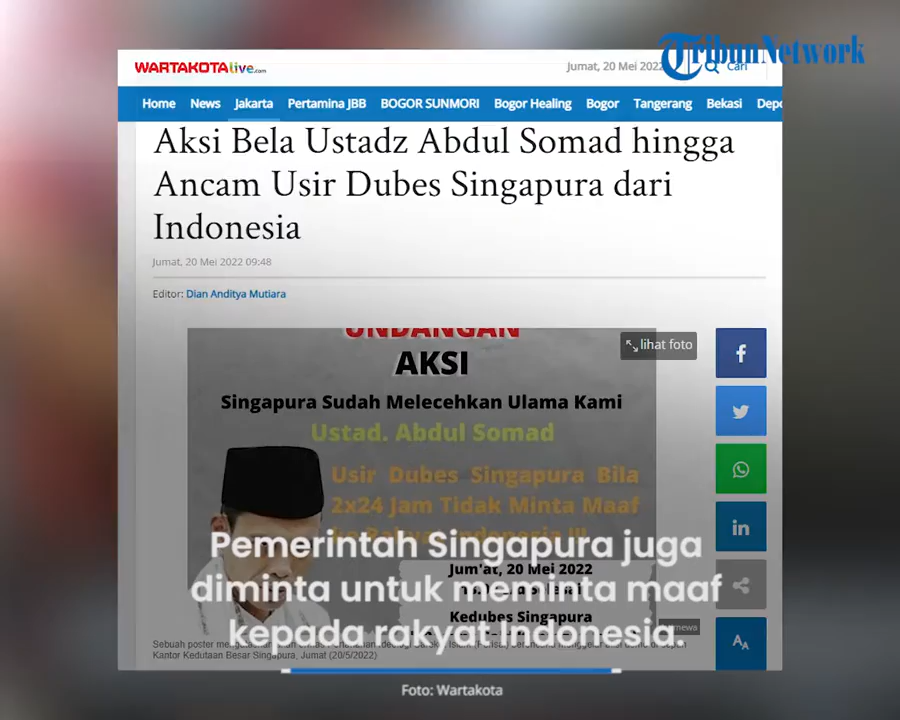 TribunNetwork
WARTAKOTAlive.com
Jumat, 20 Mei 2022
Cari
Home News Jakarta Pertamina JBB BOGOR SUNMORI Bogor Healing Bogor Tangerang Bekasi Depo
Aksi Bela Ustadz Abdul Somad hingga
Ancam Usir Dubes Singapura dari
Indonesia
Jumat, 20 Mei 2022 09:48
Editor: Dian Anditya Mutiara
UNDANGAN
lihat foto
AKSI
Singapura Sudah Melecehkan Ulama Kami
Ustad. Abdul Somad
Usir Dubes Singapura Bila
2x24 Jam Tidak Minta Maaf
Pemerintah Singapura juga
Jum'at, 20 Mei 2022
diminta untuk meminta maaf
Kedubes Singapura
kepada rakyat Indonesia.
Sebuah poster
Kantor Kedutaan Besar Singapura, Jumat (20/5/2022)
Foto: Wartakota